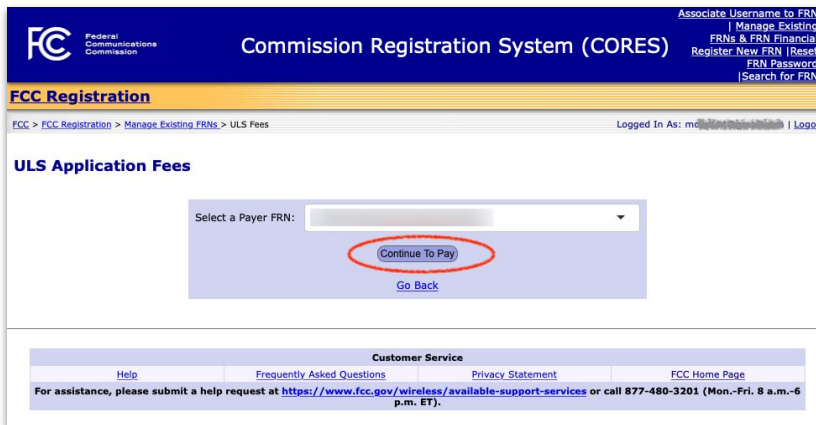 FCC
Federal
Communications
Commission
Commission Registration System (CORES)
Associate Username to FRN
| Manage Existing
FRNs & FRN Financial
Register New FRN |Reset
FRN Password
|Search for FRN
FCC Registration
FCC > FCC Registration > Manage Existing FRNs > ULS Fees
Logged In As: | Logo
ULS Application Fees
Select a Payer FRN:
Continue To Pay
Go Back
Customer Service
Help Frequently Asked Questions Privacy Statement FCC Home Page
For assistance, please submit a help request at https://www.fcc.gov/wireless/available-support-services or call 877-480-3201 (Mon.-Fri. 8 a.m.-6
p.m. ET).